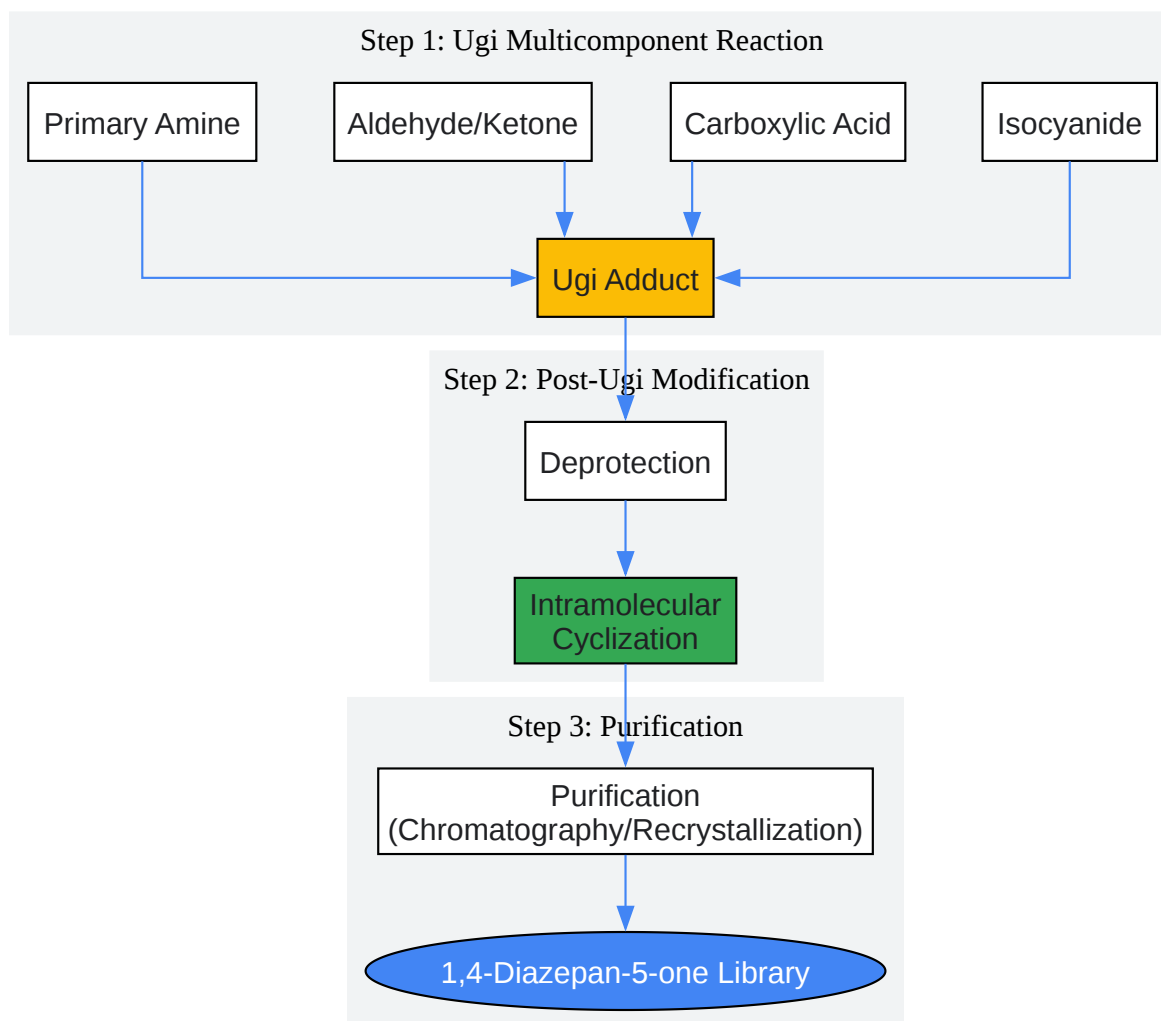 Step 1: Ugi Multicomponent Reaction
Primary Amine
Aldehyde/Ketone
Carboxylic Acid
Isocyanide
Ugi Adduct
Step 2: Post-Ugi Modification
Deprotection
Intramolecular
Cyclization
Step 3: Purification
Purification
(Chromatography/Recrystallization)
1,4-Diazepan-5-one Library